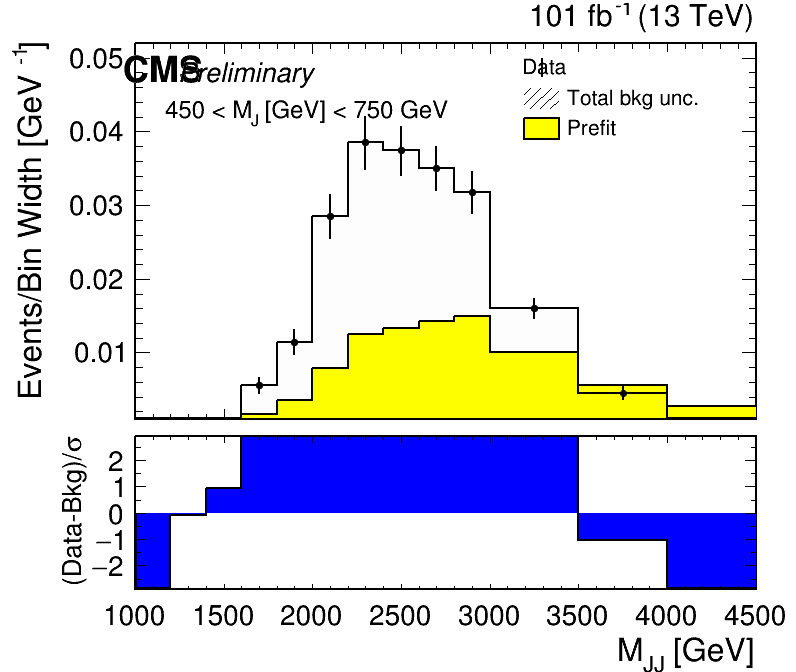 101 fb⁻¹ (13 TeV)
Events/Bin Width [GeV⁻¹]
0.05
0.04
0.03
0.02
0.01
CMS Preliminary
450 < M_J [GeV] < 750 GeV
Data
Total bkg unc.
Prefit
(Data-Bkg)/σ
2
1
0
−1
−2
1000 1500 2000 2500 3000 3500 4000 4500
M_JJ [GeV]